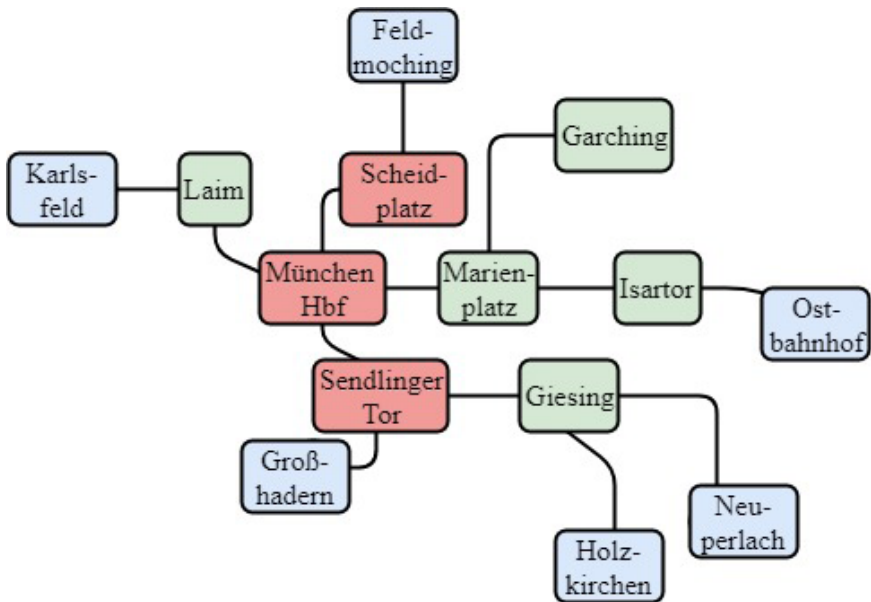 Feld-
moching
Garching
Karls-
feld
Laim
Scheid-
platz
München
Hbf
Marien-
platz
Isartor
Ost-
bahnhof
Sendlinger
Tor
Giesing
Groß-
hadern
Neu-
perlach
Holz-
kirchen